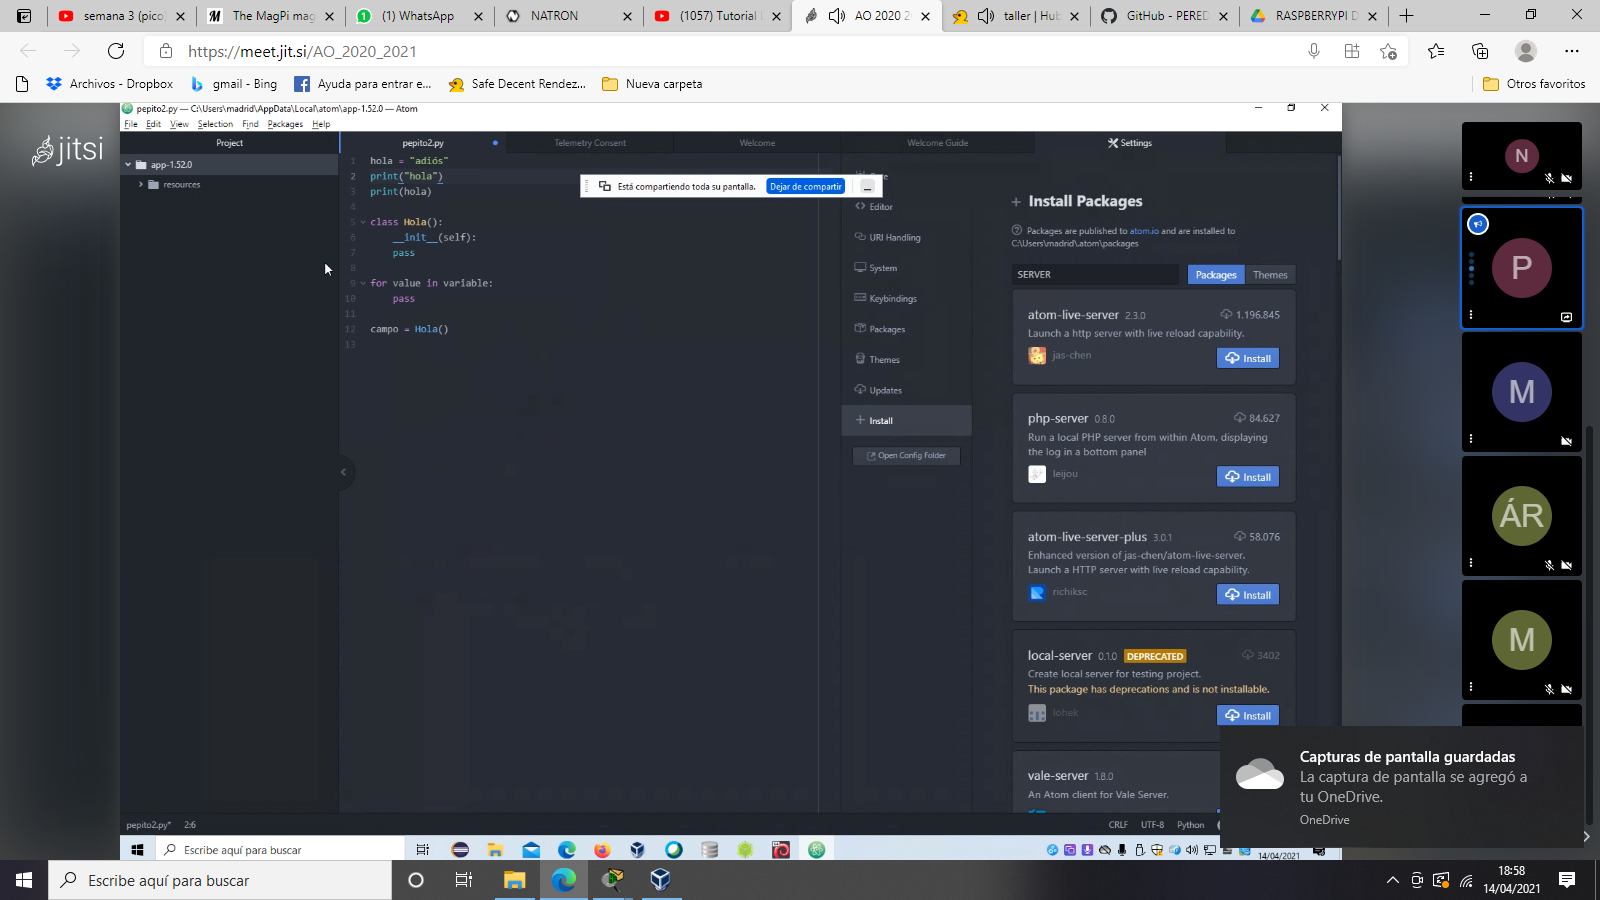 semana 3 (pico)
The MagPi mag
(1) WhatsApp
NATRON
(1057) Tutorial
AO 2020 2
taller | Hub
GitHub - PERED
RASPBERRYPI D
https://meet.jit.si/AO_2020_2021
Archivos - Dropbox
gmail - Bing
Ayuda para entrar e...
Safe Decent Rendez...
Nueva carpeta
Otros favoritos
jitsi
pepito2.py — C:\Users\madrid\AppData\Local\atom\app-1.52.0 — Atom
File Edit View Selection Find Packages Help
Project
pepito2.py
Telemetry Consent
Welcome
Welcome Guide
Settings
app-1.52.0
resources
1 hola = "adiós"
2 print("hola")
3 print(hola)
4
5 class Hola():
6 __init__(self):
7 pass
8
9 for value in variable:
10 pass
11
12 campo = Hola()
13
Está compartiendo toda su pantalla.
Dejar de compartir
Editor
URI Handling
System
Keybindings
Packages
Themes
Updates
Install
Open Config Folder
Install Packages
Packages are published to atom.io and are installed to
C:\Users\madrid\.atom\packages
SERVER
Packages
Themes
atom-live-server 2.3.0
1.196.845
Launch a http server with live reload capability.
jas-chen
Install
php-server 0.8.0
84.627
Run a local PHP server from within Atom, displaying
the log in a bottom panel
leijou
Install
atom-live-server-plus 3.0.1
58.076
Enhanced version of jas-chen/atom-live-server.
Launch a HTTP server with live reload capability.
richiksc
Install
local-server 0.1.0 DEPRECATED
3402
Create local server for testing project.
This package has deprecations and is not installable.
lohek
Install
vale-server 1.8.0
An Atom client for Vale Server.
N
P
M
ÁR
M
Capturas de pantalla guardadas
La captura de pantalla se agregó a
tu OneDrive.
OneDrive
pepito2.py* 2:6
CRLF UTF-8 Python
Escribe aquí para buscar
14/04/2021
Escribe aquí para buscar
18:58
14/04/2021